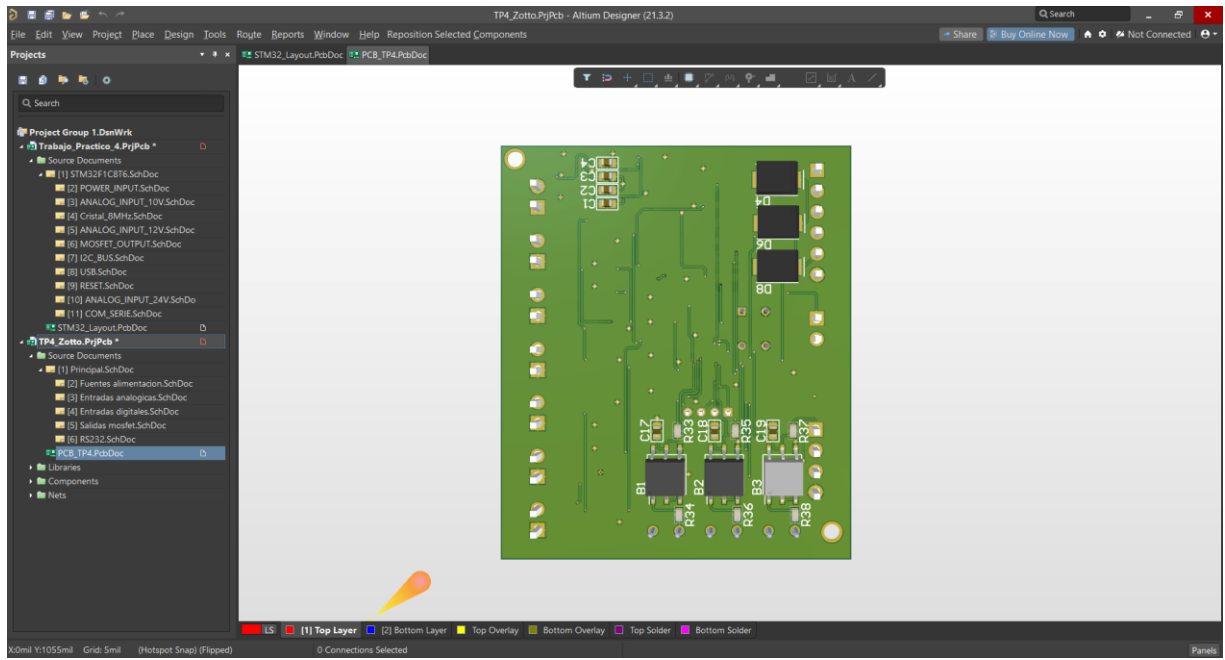 TP4_Zotto.PrjPcb - Altium Designer (21.3.2)
Search
File Edit View Project Place Design Tools Route Reports Window Help Reposition Selected Components
Share Buy Online Now Not Connected
Projects
STM32_Layout.PcbDoc PCB_TP4.PcbDoc
Search
Project Group 1.DsnWrk
Trabajo_Practico_4.PrjPcb *
Source Documents
[1] STM32F1C8T6.SchDoc
[2] POWER_INPUT.SchDoc
[3] ANALOG_INPUT_10V.SchDoc
[4] Cristal_8MHz.SchDoc
[5] ANALOG_INPUT_12V.SchDoc
[6] MOSFET_OUTPUT.SchDoc
[7] I2C_BUS.SchDoc
[8] USB.SchDoc
[9] RESET.SchDoc
[10] ANALOG_INPUT_24V.SchDo
[11] COM_SERIE.SchDoc
STM32_Layout.PcbDoc
TP4_Zotto.PrjPcb *
Source Documents
[1] Principal.SchDoc
[2] Fuentes alimentacion.SchDoc
[3] Entradas analogicas.SchDoc
[4] Entradas digitales.SchDoc
[5] Salidas mosfet.SchDoc
[6] RS232.SchDoc
PCB_TP4.PcbDoc
Libraries
Components
Nets
C4
C3
C2
C1
D4
D6
D8
C17 R33 C18 R35 C19 R37
B1 B2 B3
R34 R36 R38
LS [1] Top Layer [2] Bottom Layer Top Overlay Bottom Overlay Top Solder Bottom Solder
X:0mil Y:1055mil Grid: 5mil (Hotspot Snap) (Flipped) 0 Connections Selected Panels